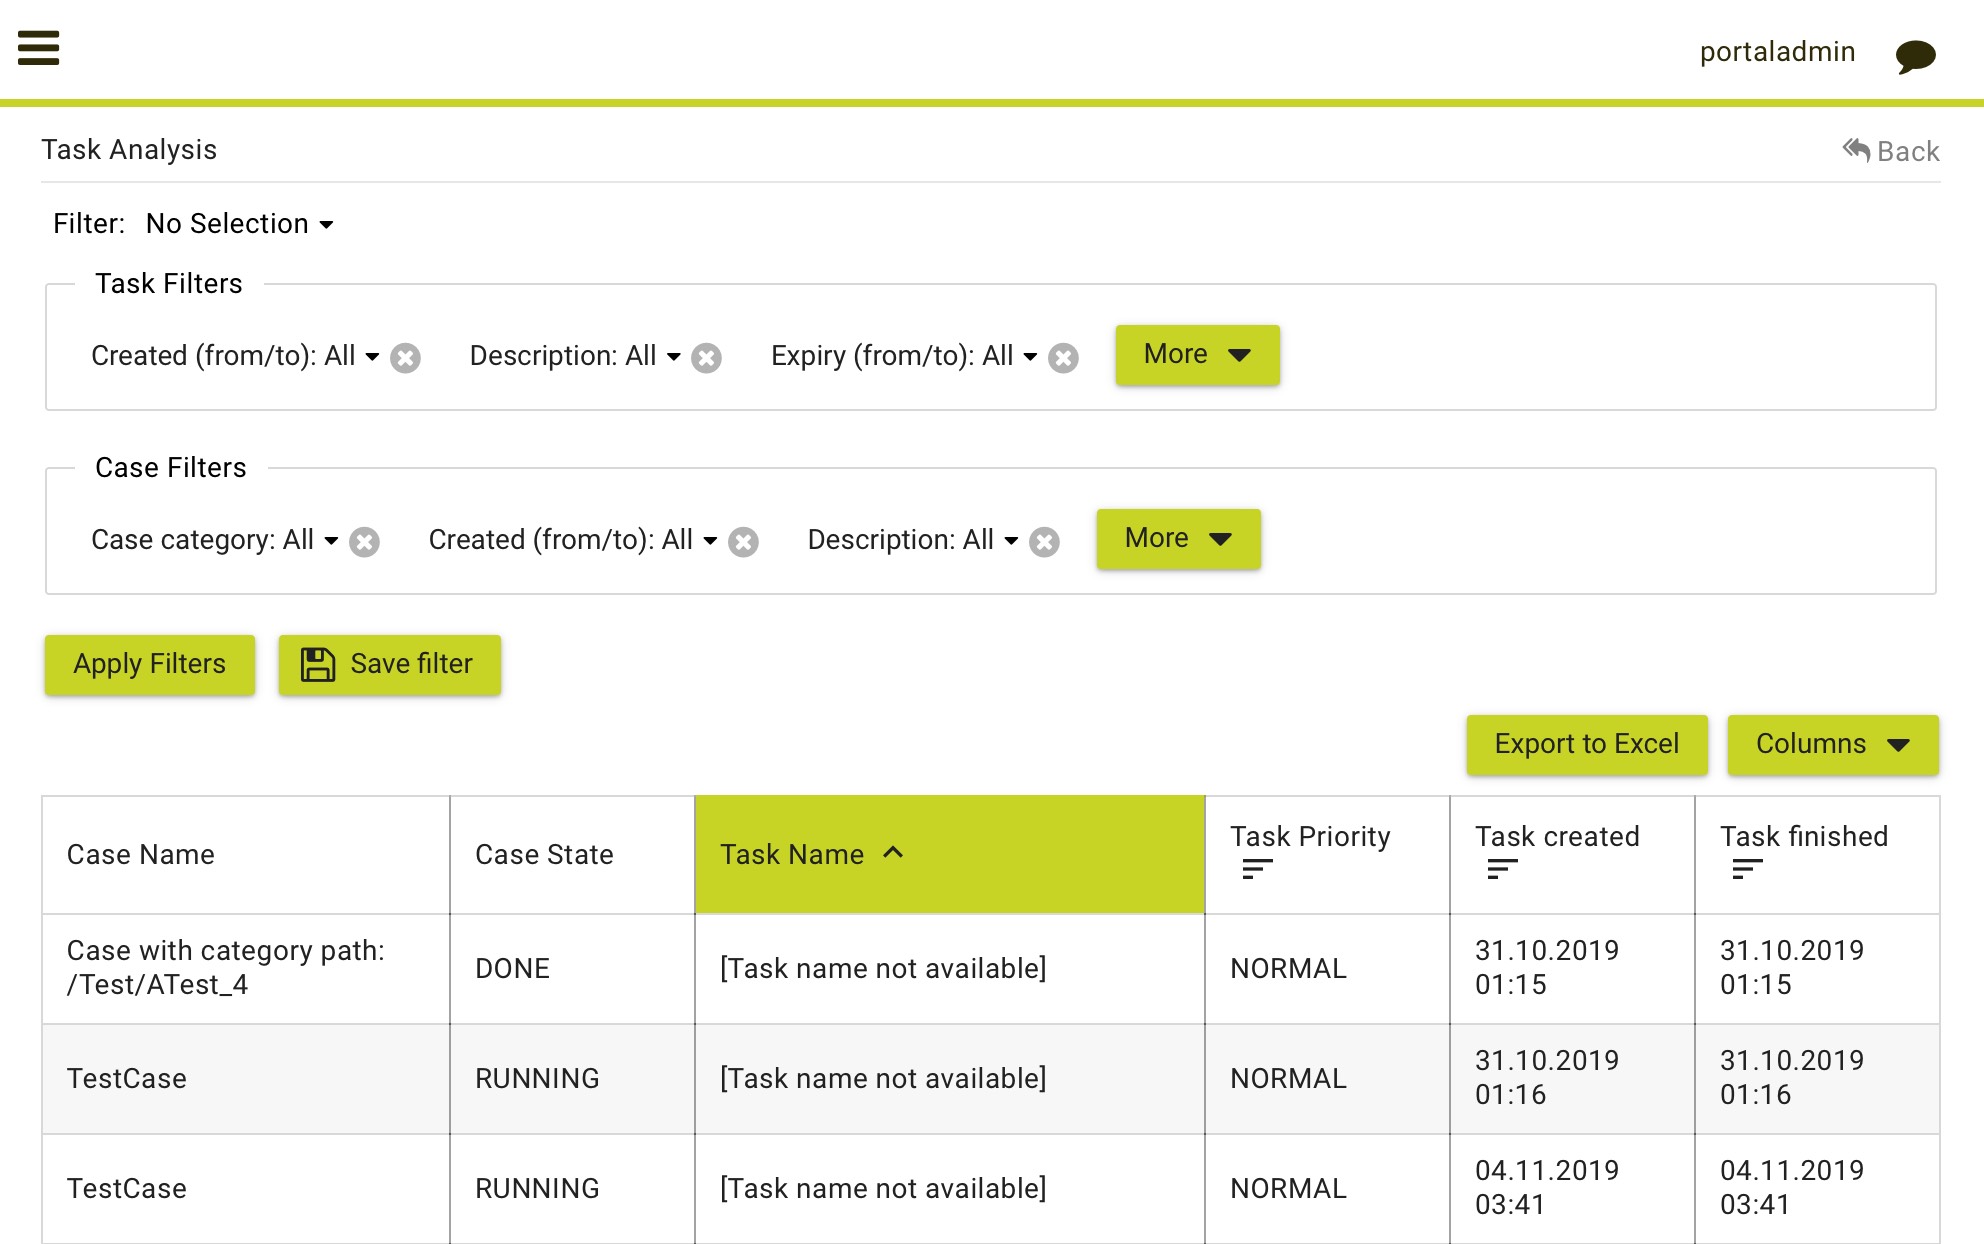 portaladmin
Task Analysis
Back
Filter: No Selection
Task Filters
Created (from/to): All
Description: All
Expiry (from/to): All
More
Case Filters
Case category: All
Created (from/to): All
Description: All
More
Apply Filters
Save filter
Export to Excel
Columns
Case Name
Case State
Task Name
Task Priority
Task created
Task finished
Case with category path:
/Test/ATest_4
DONE
[Task name not available]
NORMAL
31.10.2019
01:15
31.10.2019
01:15
TestCase
RUNNING
[Task name not available]
NORMAL
31.10.2019
01:16
31.10.2019
01:16
TestCase
RUNNING
[Task name not available]
NORMAL
04.11.2019
03:41
04.11.2019
03:41